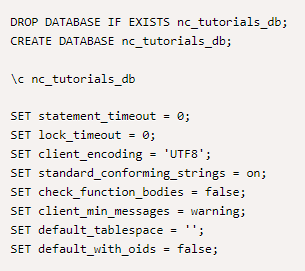 DROP DATABASE IF EXISTS nc_tutorials_db;
CREATE DATABASE nc_tutorials_db;
\c nc_tutorials_db
SET statement_timeout = 0;
SET lock_timeout = 0;
SET client_encoding = 'UTF8';
SET standard_conforming_strings = on;
SET check_function_bodies = false;
SET client_min_messages = warning;
SET default_tablespace = '';
SET default_with_oids = false;